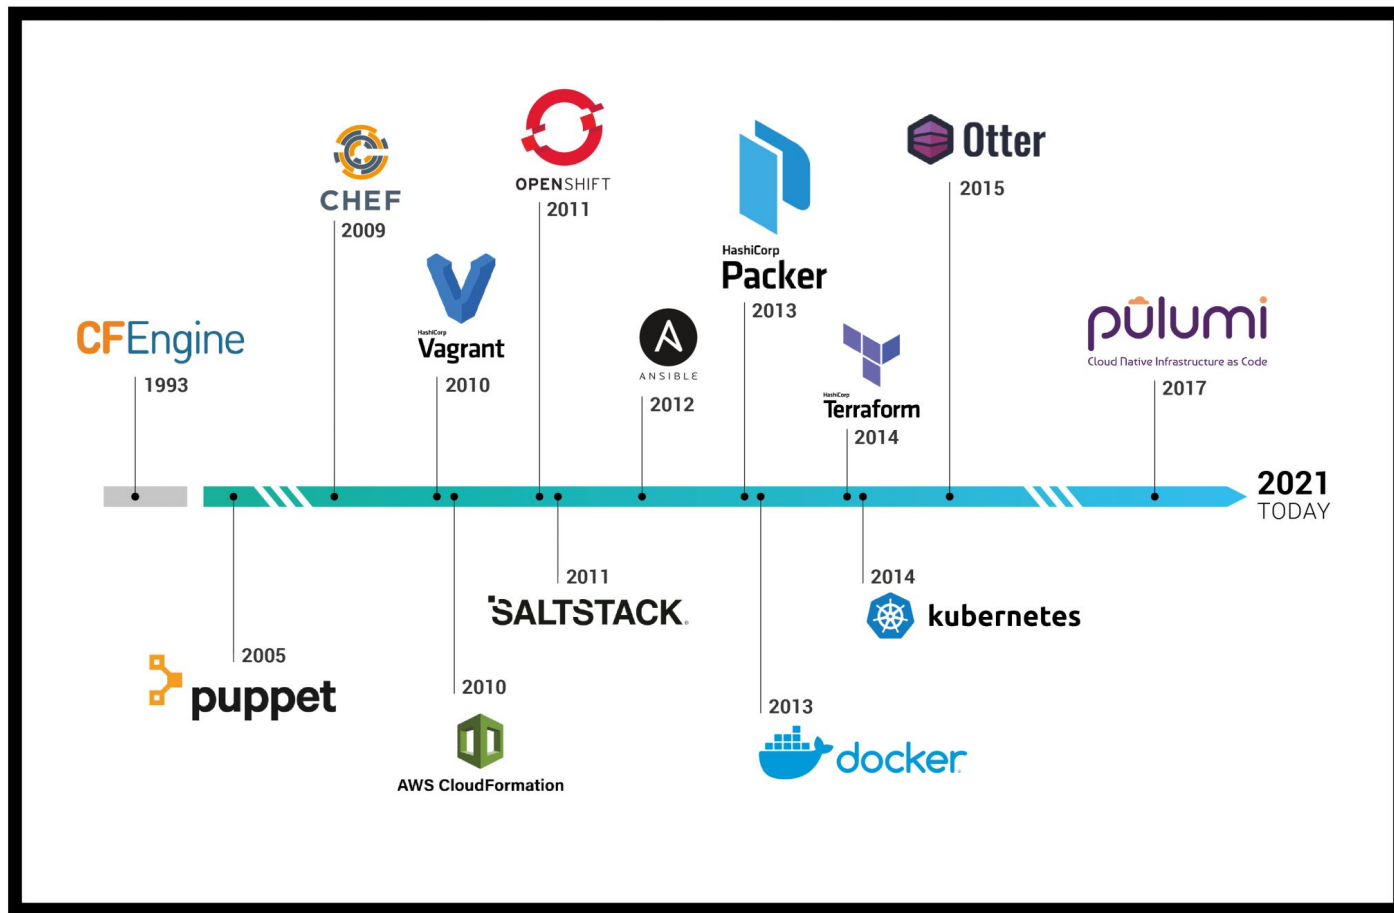 CFEngine
1993
puppet
2005
CHEF
2009
HashiCorp
Vagrant
2010
2010
AWS CloudFormation
OPENSHIFT
2011
2011
SALTSTACK
ANSIBLE
2012
HashiCorp
Packer
2013
2013
docker
HashiCorp
Terraform
2014
2014
kubernetes
Otter
2015
pulumi
Cloud Native Infrastructure as Code
2017
2021
TODAY